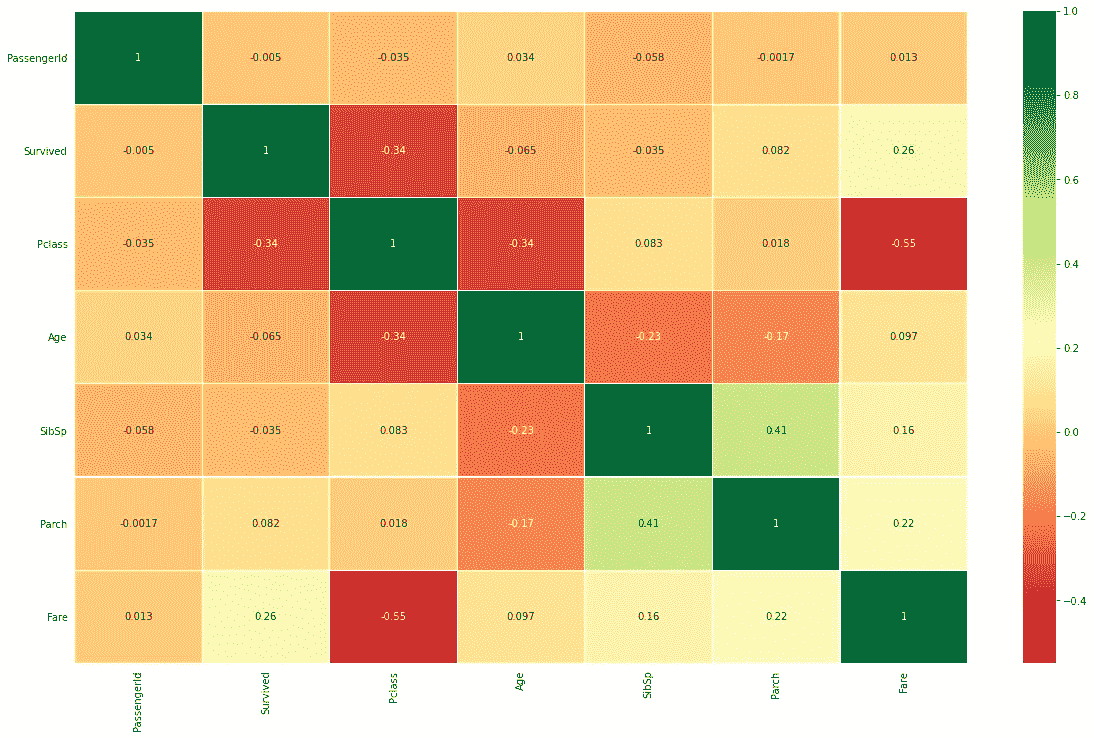 PassengerId 1 -0.005 -0.035 0.034 -0.058 -0.0017 0.013
Survived -0.005 1 -0.34 -0.065 -0.035 0.082 0.26
Pclass -0.035 -0.34 1 -0.34 0.083 0.018 -0.55
Age 0.034 -0.065 -0.34 1 -0.23 -0.17 0.097
SibSp -0.058 -0.035 0.083 -0.23 1 0.41 0.16
Parch -0.0017 0.082 0.018 -0.17 0.41 1 0.22
Fare 0.013 0.26 -0.55 0.097 0.16 0.22 1
PassengerId Survived Pclass Age SibSp Parch Fare
1.0
0.8
0.6
0.4
0.2
0.0
−0.2
−0.4